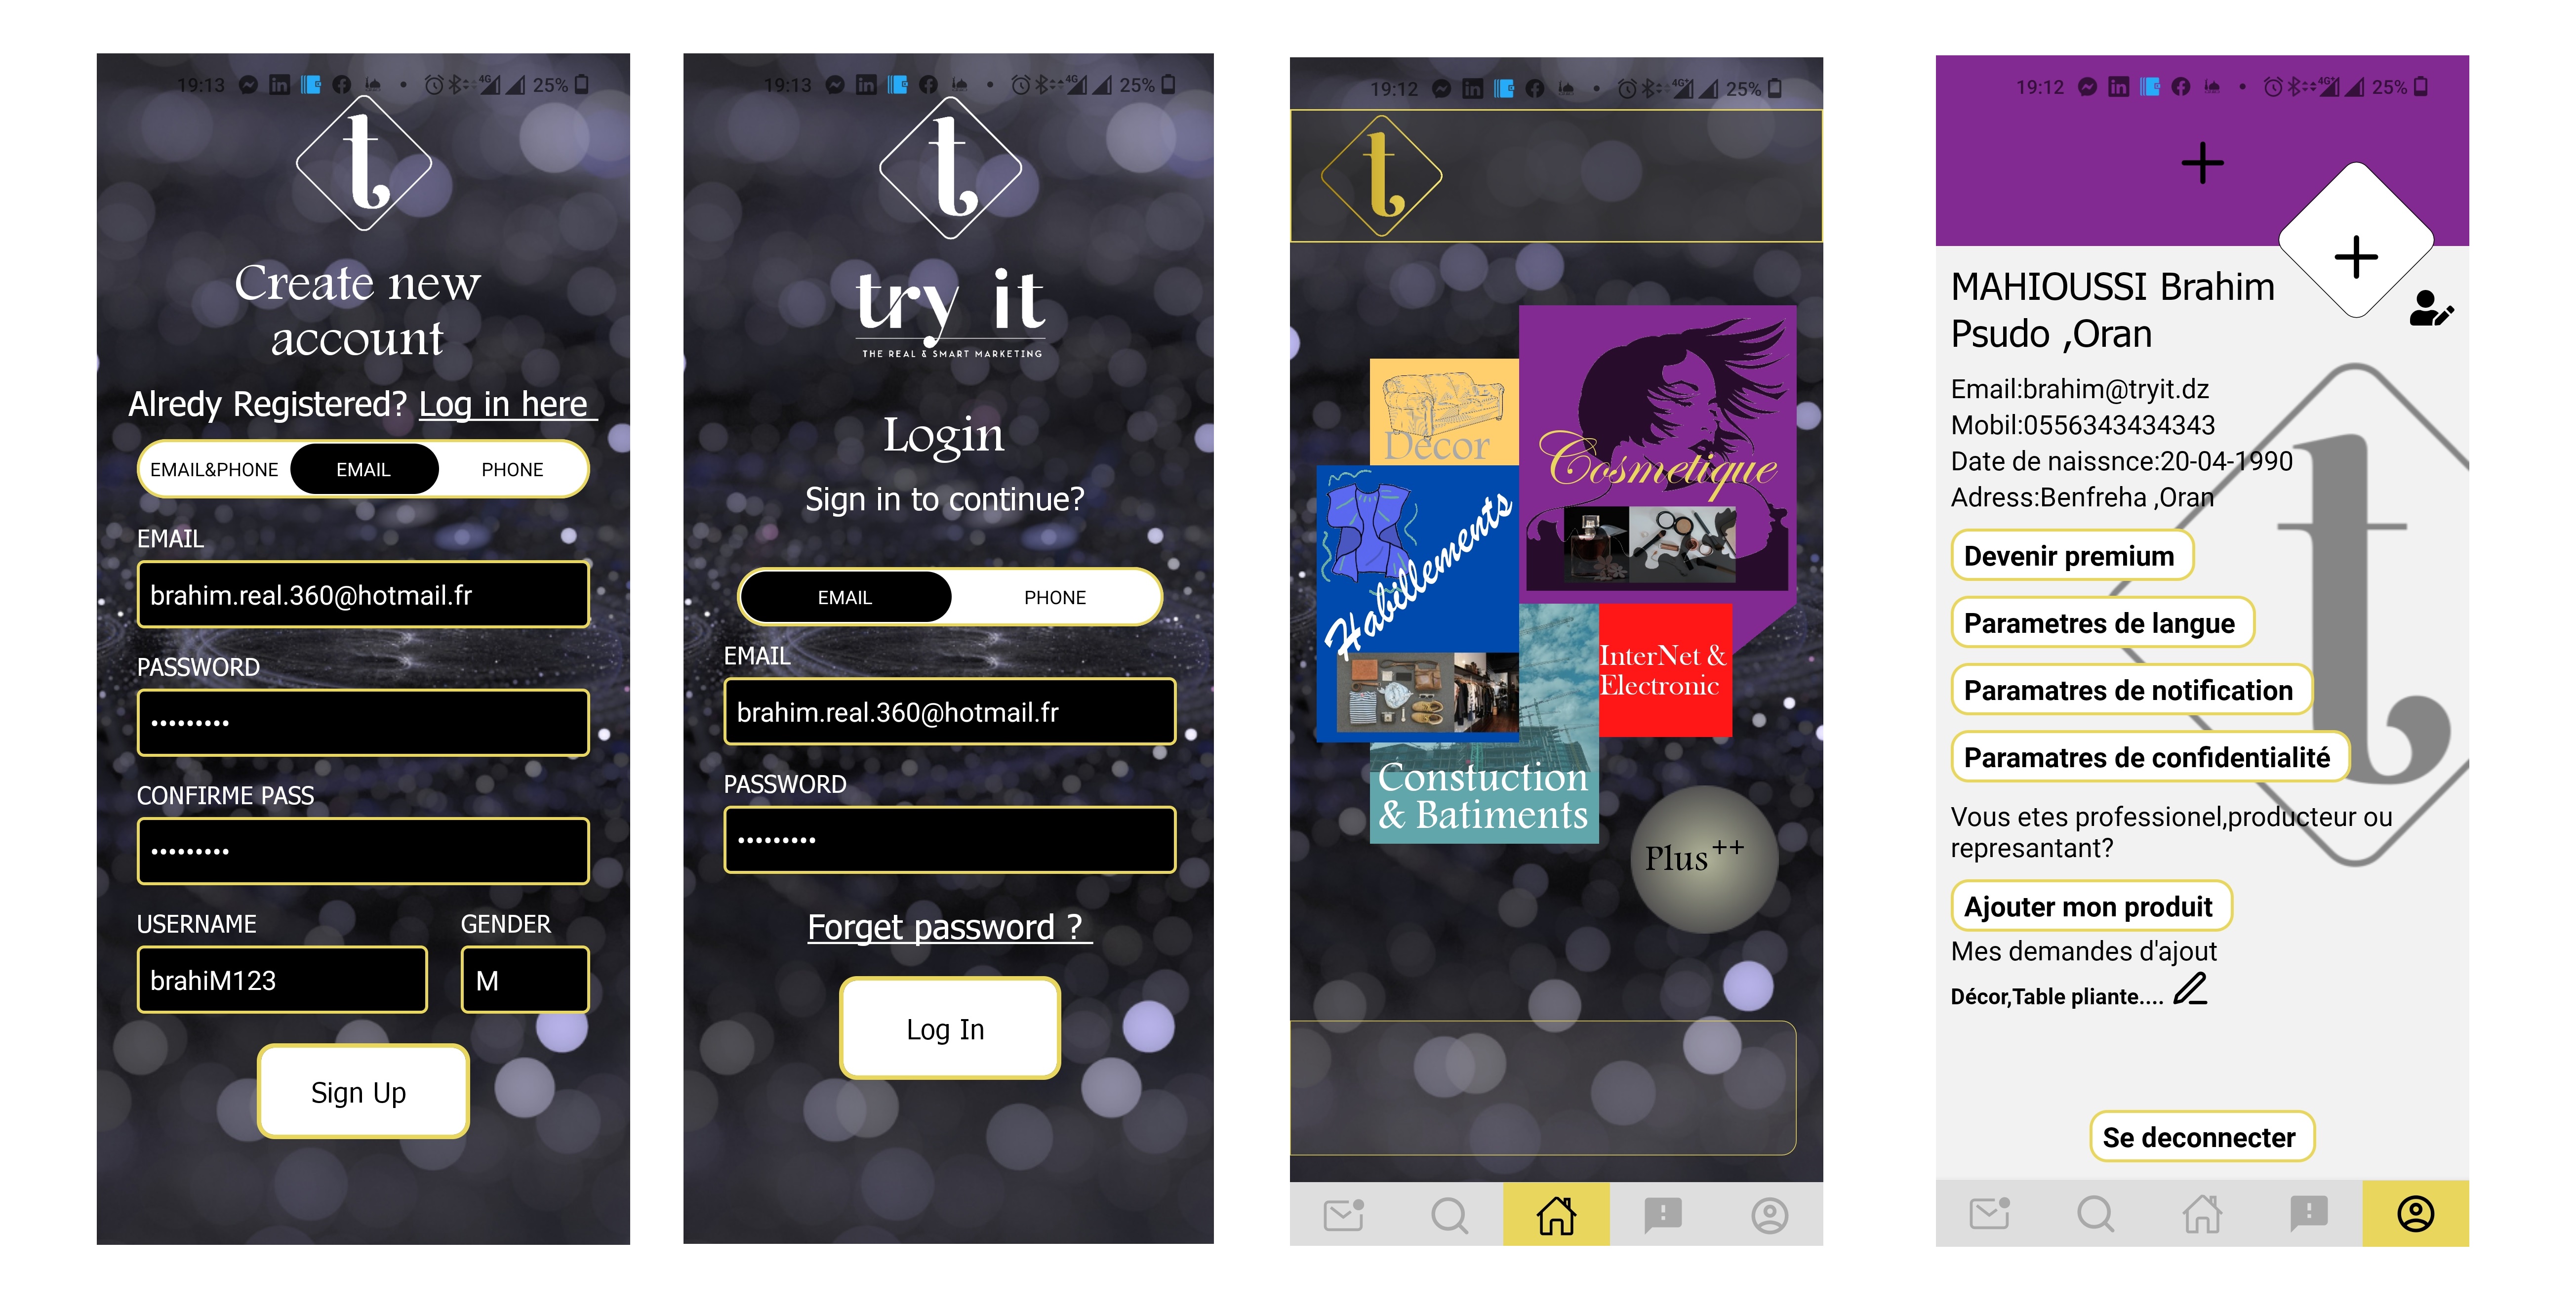 19:13
4G
25%
t
Create new
account
Alredy Registered? Log in here
EMAIL&PHONE EMAIL PHONE
EMAIL
brahim.real.360@hotmail.fr
PASSWORD
•••••••••
CONFIRME PASS
•••••••••
USERNAME GENDER
brahiM123 M
Sign Up
19:13
4G
25%
t
try it
THE REAL & SMART MARKETING
Login
Sign in to continue?
EMAIL PHONE
EMAIL
brahim.real.360@hotmail.fr
PASSWORD
•••••••••
Forget password ?
Log In
19:12
4G
25%
t
Decor
Cosmetique
Habillements
InterNet &
Electronic
Constuction
& Batiments
Plus++
19:12
4G
25%
MAHIOUSSI Brahim
Psudo ,Oran
Email:brahim@tryit.dz
Mobil:0556343434343
Date de naissnce:20-04-1990
Adress:Benfreha ,Oran
t
Devenir premium
Parametres de langue
Paramatres de notification
Paramatres de confidentialité
Vous etes professionel,producteur ou
represantant?
Ajouter mon produit
Mes demandes d'ajout
Décor,Table pliante....
Se deconnecter